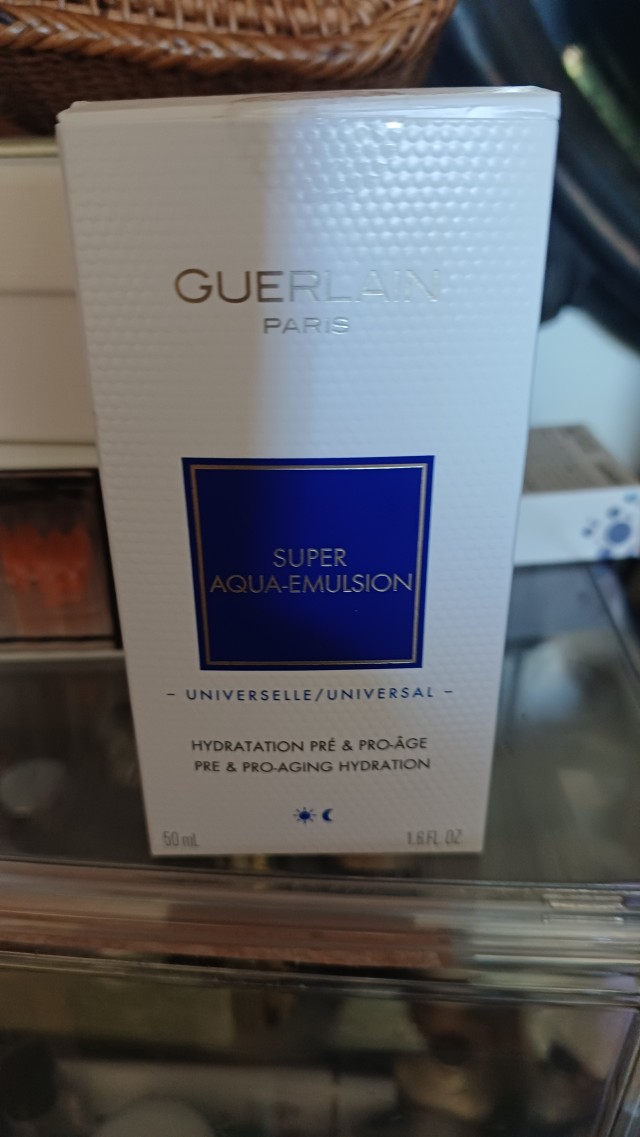 GUERLAIN
PARIS
SUPER
AQUA-EMULSION
- UNIVERSELLE/UNIVERSAL -
HYDRATATION PRÉ & PRO-ÂGE
PRE & PRO-AGING HYDRATION
50 mL 1.6 FL. OZ.